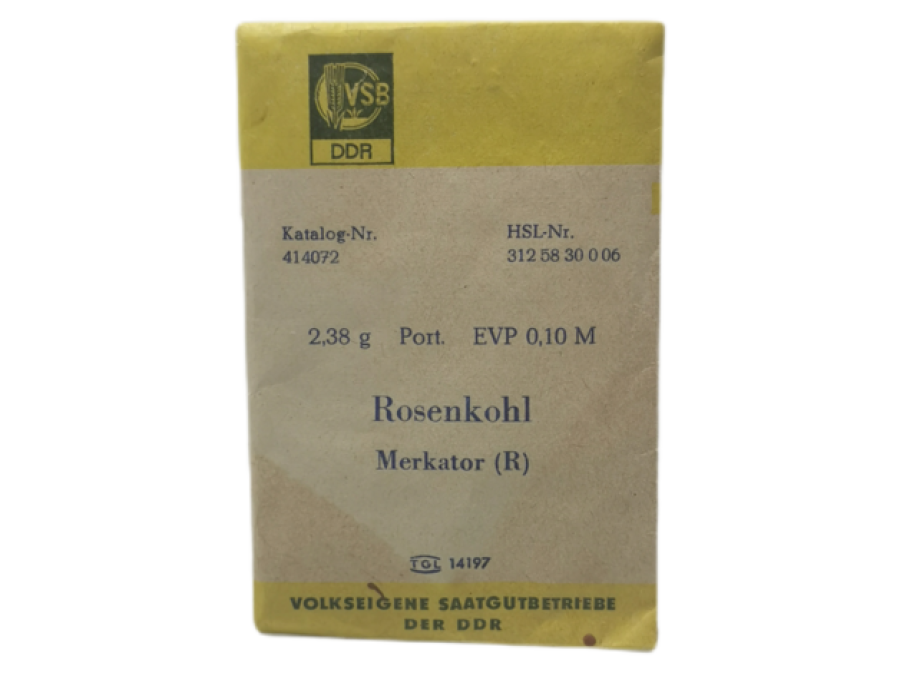 VSB
DDR
Katalog-Nr.
414072
HSL-Nr.
312 58 30 0 06
2,38 g Port. EVP 0,10 M
Rosenkohl
Merkator (R)
TGL 14197
VOLKSEIGENE SAATGUTBETRIEBE
DER DDR